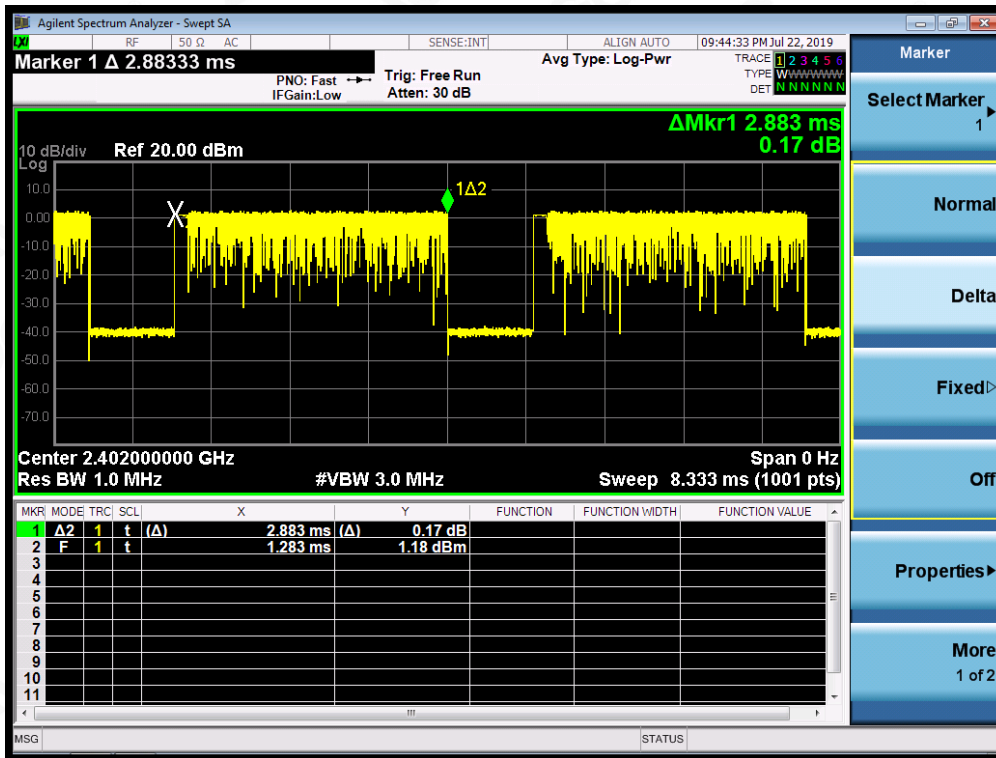 Agilent Spectrum Analyzer - Swept SA
LXI RF 50 Ω AC SENSE:INT ALIGN AUTO 09:44:33 PM Jul 22, 2019
Marker 1 Δ 2.88333 ms
PNO: Fast
IFGain:Low
Trig: Free Run
Atten: 30 dB
Avg Type: Log-Pwr
TRACE 1 2 3 4 5 6
TYPE WWWWWW
DET N N N N N N
ΔMkr1 2.883 ms
0.17 dB
10 dB/div Ref 20.00 dBm
Log
10.0
0.00
-10.0
-20.0
-30.0
-40.0
-50.0
-60.0
-70.0
X
1Δ2
Center 2.402000000 GHz Span 0 Hz
Res BW 1.0 MHz #VBW 3.0 MHz Sweep 8.333 ms (1001 pts)
MKR MODE TRC SCL X Y FUNCTION FUNCTION WIDTH FUNCTION VALUE
1 Δ2 1 t (Δ) 2.883 ms (Δ) 0.17 dB
2 F 1 t 1.283 ms 1.18 dBm
3
4
5
6
7
8
9
10
11
MSG STATUS
Marker
Select Marker
1
Normal
Delta
Fixed
Off
Properties
More
1 of 2